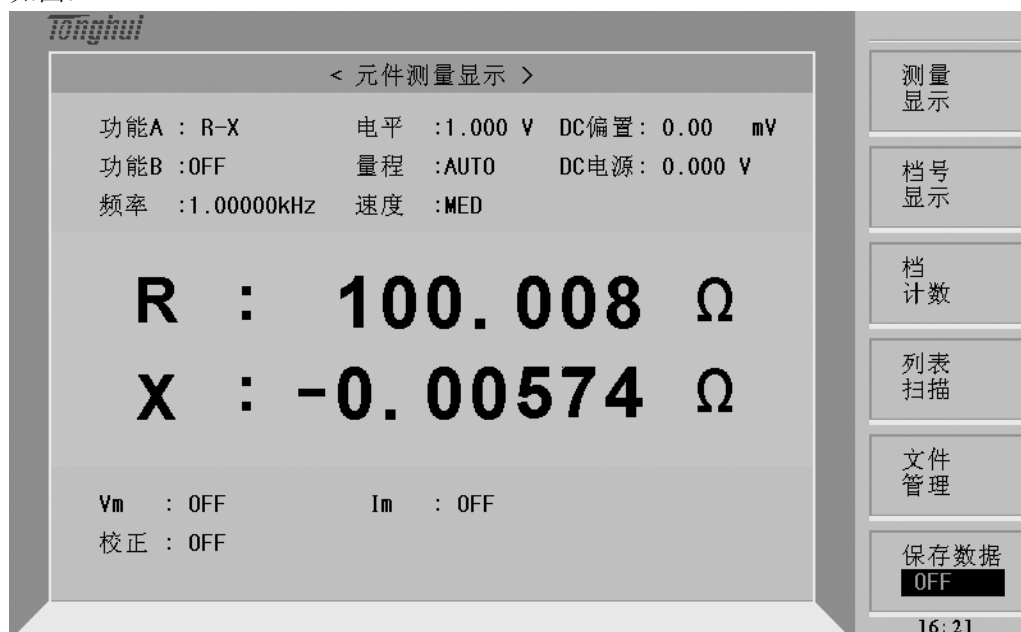 Tonghui
< 元件测量显示 >
功能A : R-X 电平 :1.000 V DC偏置: 0.00 mV
功能B :OFF 量程 :AUTO DC电源: 0.000 V
频率 :1.00000kHz 速度 :MED
R : 100.008 Ω
X : -0.00574 Ω
Vm : OFF Im : OFF
校正 : OFF
测量
显示
档号
显示
档
计数
列表
扫描
文件
管理
保存数据
OFF
16:21